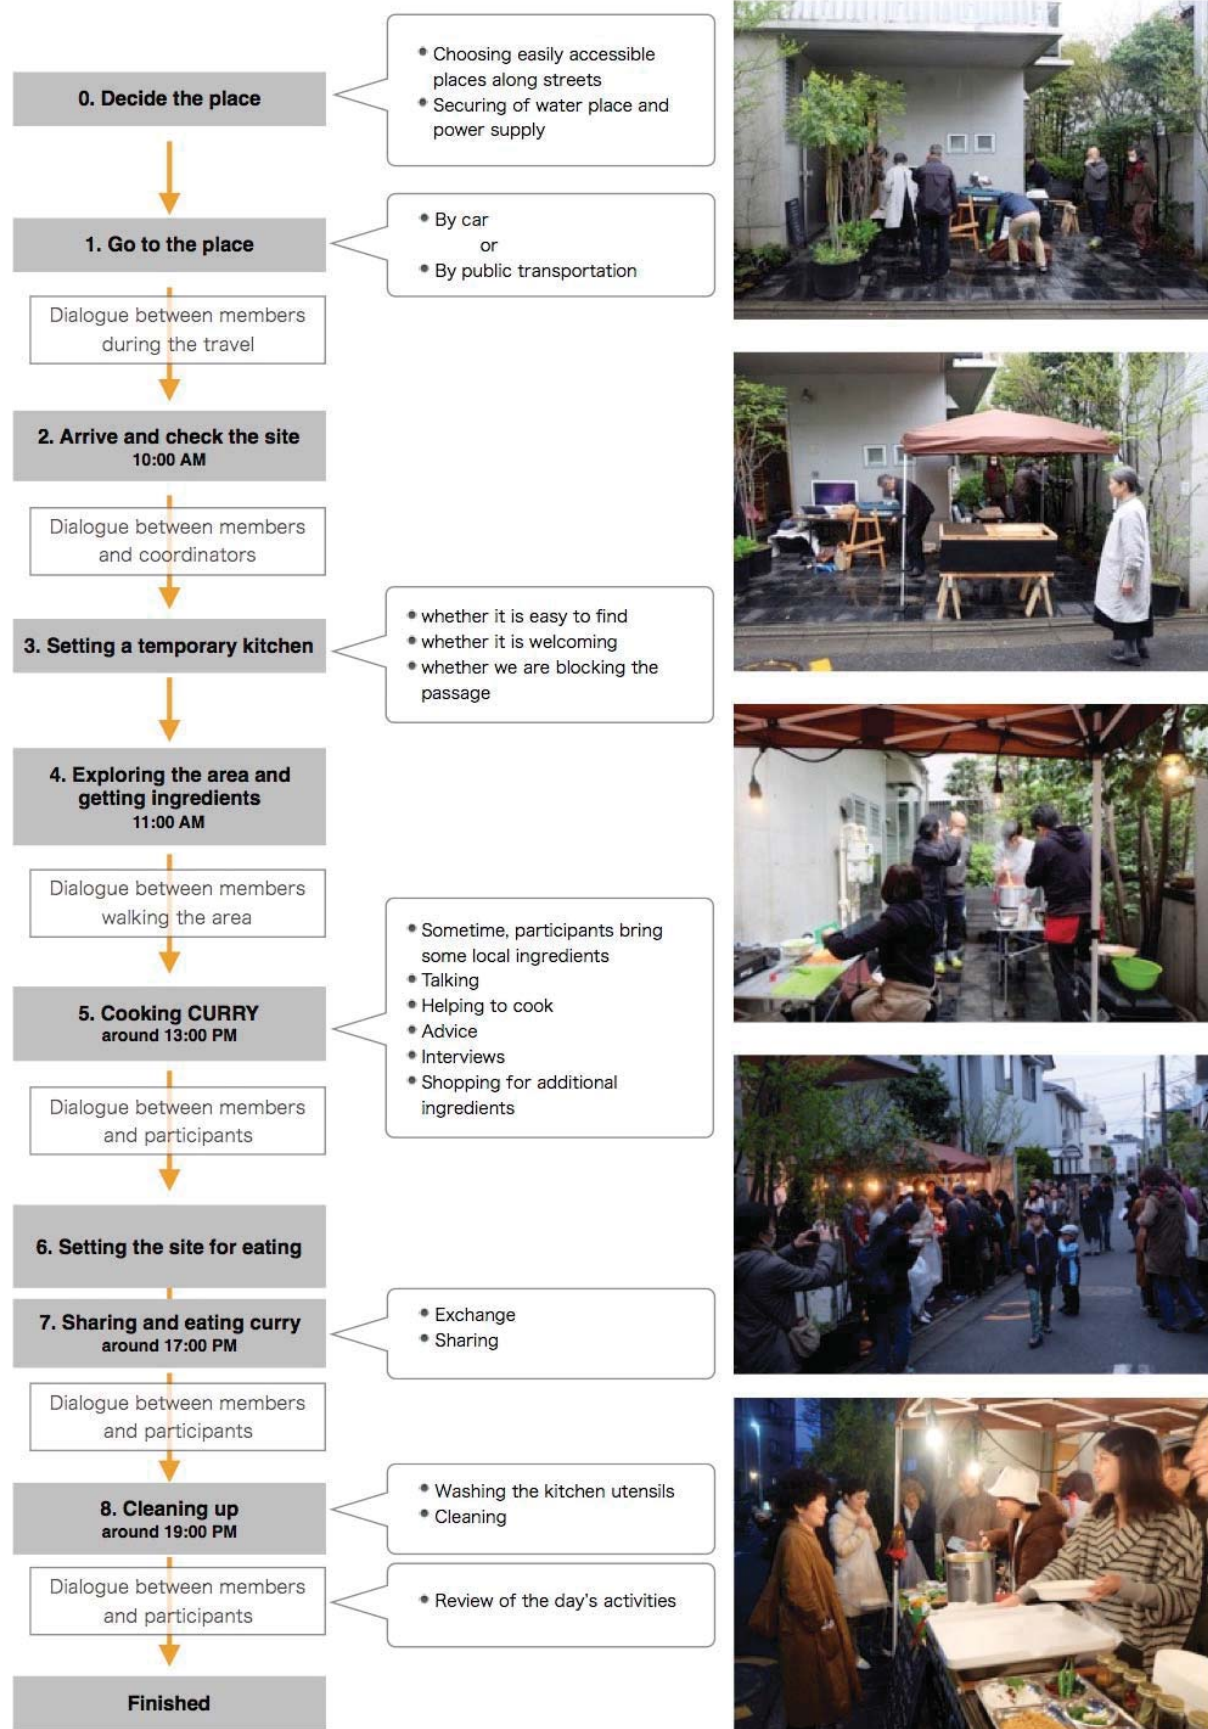 0. Decide the place
• Choosing easily accessible
places along streets
• Securing of water place and
power supply
1. Go to the place
• By car
or
• By public transportation
Dialogue between members
during the travel
2. Arrive and check the site
10:00 AM
Dialogue between members
and coordinators
3. Setting a temporary kitchen
• whether it is easy to find
• whether it is welcoming
• whether we are blocking the
passage
4. Exploring the area and
getting ingredients
11:00 AM
Dialogue between members
walking the area
5. Cooking CURRY
around 13:00 PM
• Sometime, participants bring
some local ingredients
• Talking
• Helping to cook
• Advice
• Interviews
• Shopping for additional
ingredients
Dialogue between members
and participants
6. Setting the site for eating
7. Sharing and eating curry
around 17:00 PM
• Exchange
• Sharing
Dialogue between members
and participants
8. Cleaning up
around 19:00 PM
• Washing the kitchen utensils
• Cleaning
Dialogue between members
and participants
• Review of the day's activities
Finished